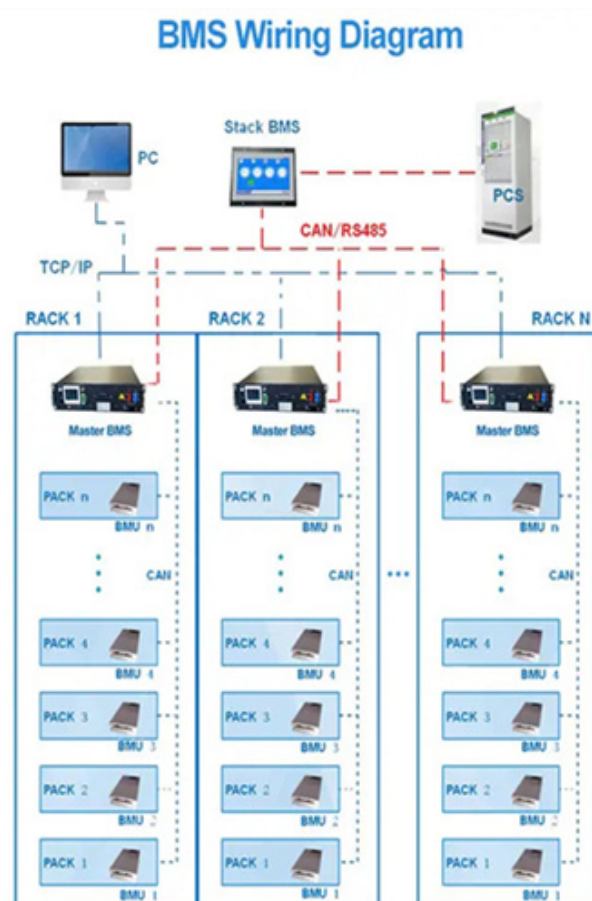 BMS Wiring Diagram
Stack BMS
PC
PCS
CAN/RS485
TCP/IP
RACK 1
RACK 2
RACK N
Master BMS
Master BMS
Master BMS
PACK n
PACK n
PACK n
BMU n
BMU n
BMU n
CAN
CAN
CAN
PACK 4
PACK 4
PACK 4
BMU 4
BMU 4
BMU 4
PACK 3
PACK 3
PACK 3
BMU 3
BMU 3
BMU 3
PACK 2
PACK 2
PACK 2
BMU 2
BMU 2
BMU 2
PACK 1
PACK 1
PACK 1
BMU 1
BMU 1
BMU 1